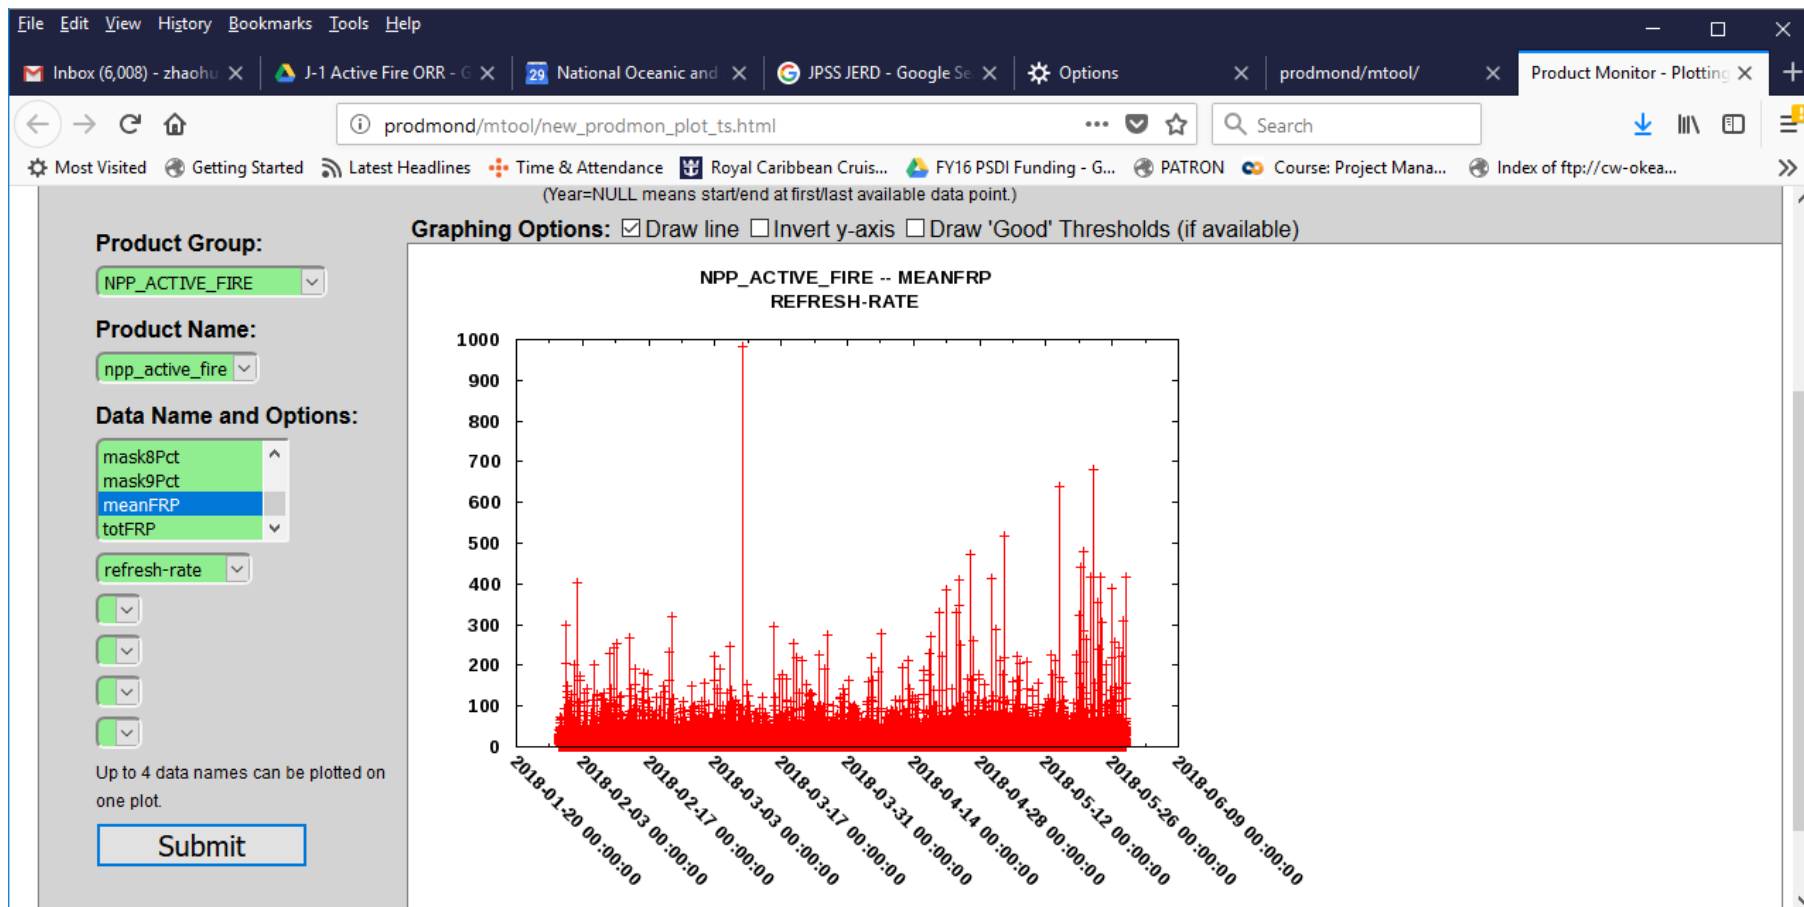 File Edit View History Bookmarks Tools Help
Inbox (6,008) - zhaohu J-1 Active Fire ORR - G 29 National Oceanic and G JPSS JERD - Google Se Options prodmond/mtool/ Product Monitor - Plotting
prodmond/mtool/new_prodmon_plot_ts.html Search
Most Visited Getting Started Latest Headlines Time & Attendance Royal Caribbean Cruis... FY16 PSDI Funding - G... PATRON Course: Project Mana... Index of ftp://cw-okea...
(Year=NULL means start/end at first/last available data point.)
Graphing Options: Draw line Invert y-axis Draw 'Good' Thresholds (if available)
Product Group:
NPP_ACTIVE_FIRE
Product Name:
npp_active_fire
Data Name and Options:
mask8Pct
mask9Pct
meanFRP
totFRP
refresh-rate
Up to 4 data names can be plotted on
one plot.
Submit
NPP_ACTIVE_FIRE -- MEANFRP
REFRESH-RATE
1000
900
800
700
600
500
400
300
200
100
0
2018-01-20 00:00:00
2018-02-03 00:00:00
2018-02-17 00:00:00
2018-03-03 00:00:00
2018-03-17 00:00:00
2018-03-31 00:00:00
2018-04-14 00:00:00
2018-04-28 00:00:00
2018-05-12 00:00:00
2018-05-26 00:00:00
2018-06-09 00:00:00